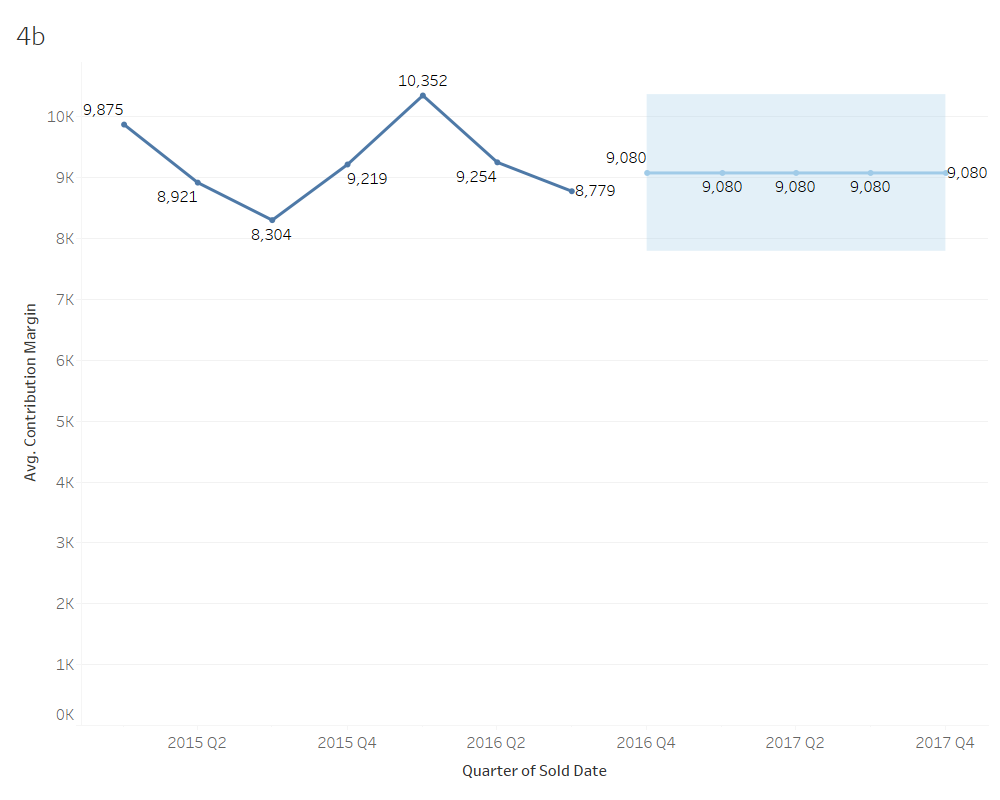 4b
10,352
9,875
10K
9,080
9K
9,219
9,254
8,779
9,080
9,080
9,080
9,080
8,921
8,304
8K
7K
6K
5K
4K
3K
2K
1K
0K
Avg. Contribution Margin
2015 Q2
2015 Q4
2016 Q2
2016 Q4
2017 Q2
2017 Q4
Quarter of Sold Date